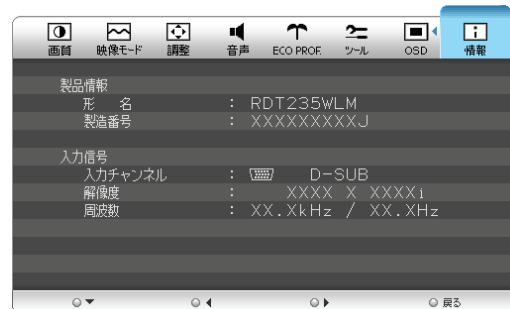 画質 映像モード 調整 音声 ECO PROF. ツール OSD 情報
製品情報
形 名 : RDT235WLM
製造番号 : XXXXXXXXXJ
入力信号
入力チャンネル : D-SUB
解像度 : XXXX X XXXXi
周波数 : XX.XkHz / XX.XHz
戻る